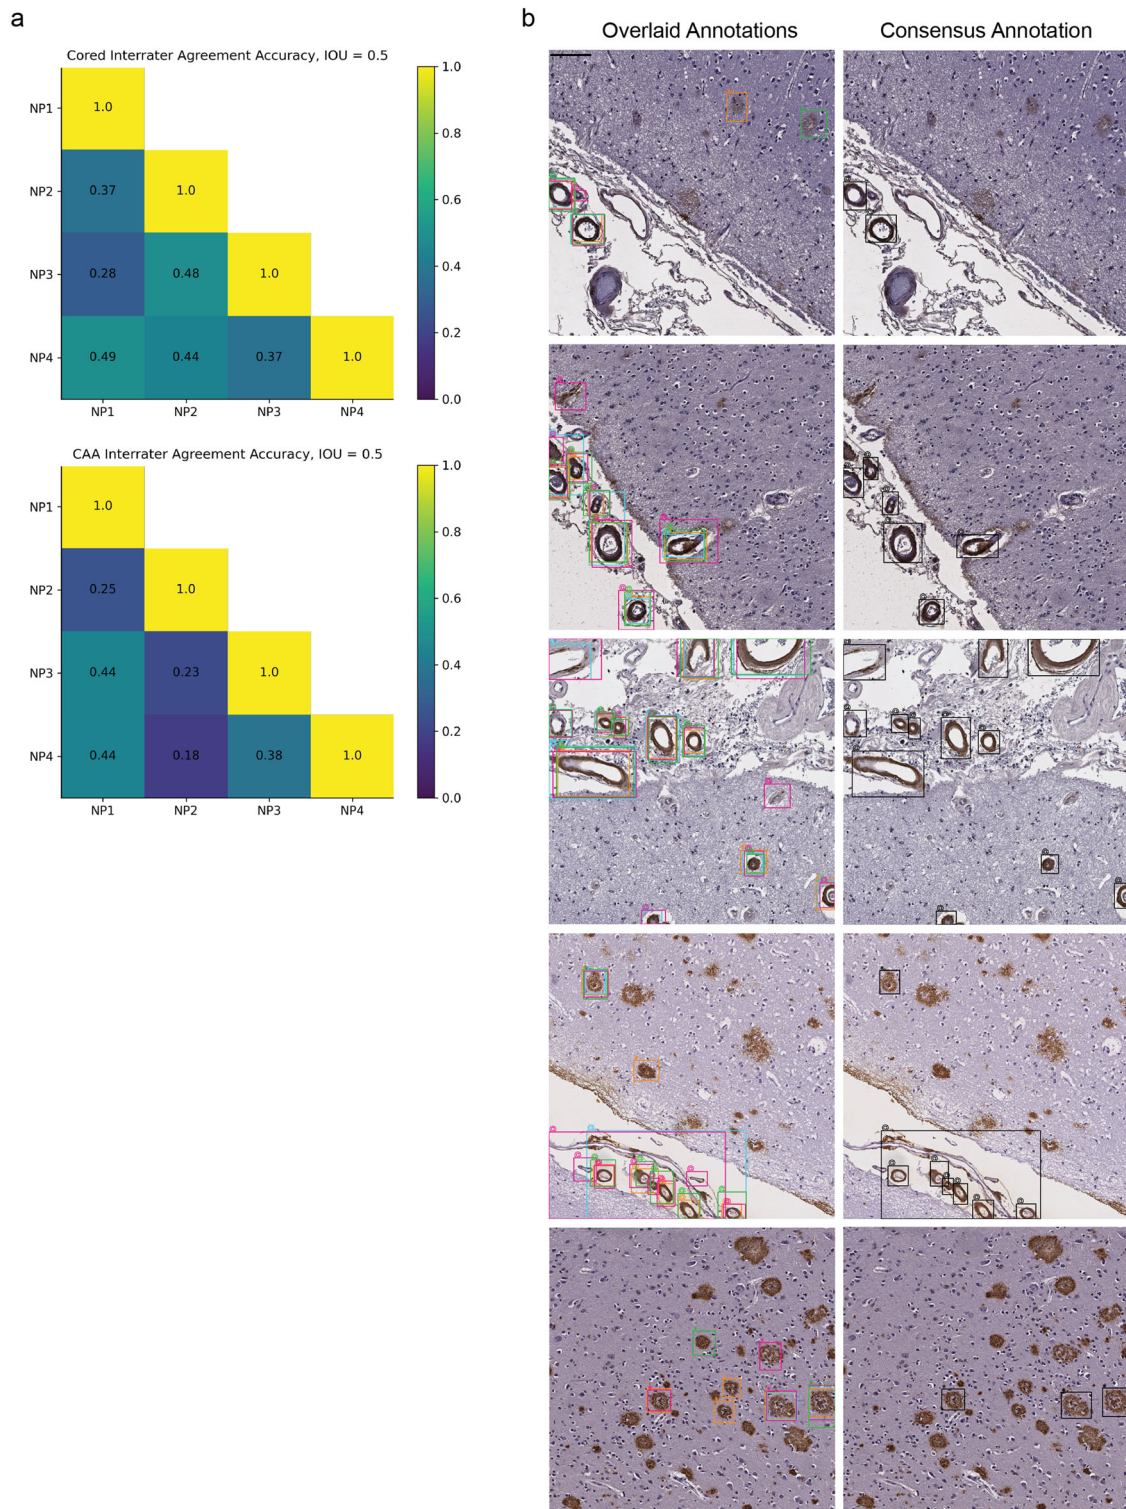 a
Cored Interrater Agreement Accuracy, IOU = 0.5
NP1
1.0
NP2
0.37
1.0
NP3
0.28
0.48
1.0
NP4
0.49
0.44
0.37
1.0
NP1
NP2
NP3
NP4
1.0
0.8
0.6
0.4
0.2
0.0
CAA Interrater Agreement Accuracy, IOU = 0.5
NP1
1.0
NP2
0.25
1.0
NP3
0.44
0.23
1.0
NP4
0.44
0.18
0.38
1.0
NP1
NP2
NP3
NP4
1.0
0.8
0.6
0.4
0.2
0.0
b
Overlaid Annotations
Consensus Annotation